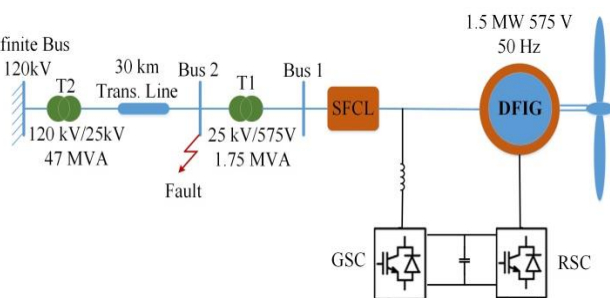 finite Bus
120kV
T2
120 kV/25kV
47 MVA
30 km
Trans. Line
Bus 2
Fault
T1
25 kV/575V
1.75 MVA
Bus 1
SFCL
1.5 MW 575 V
50 Hz
DFIG
GSC
RSC